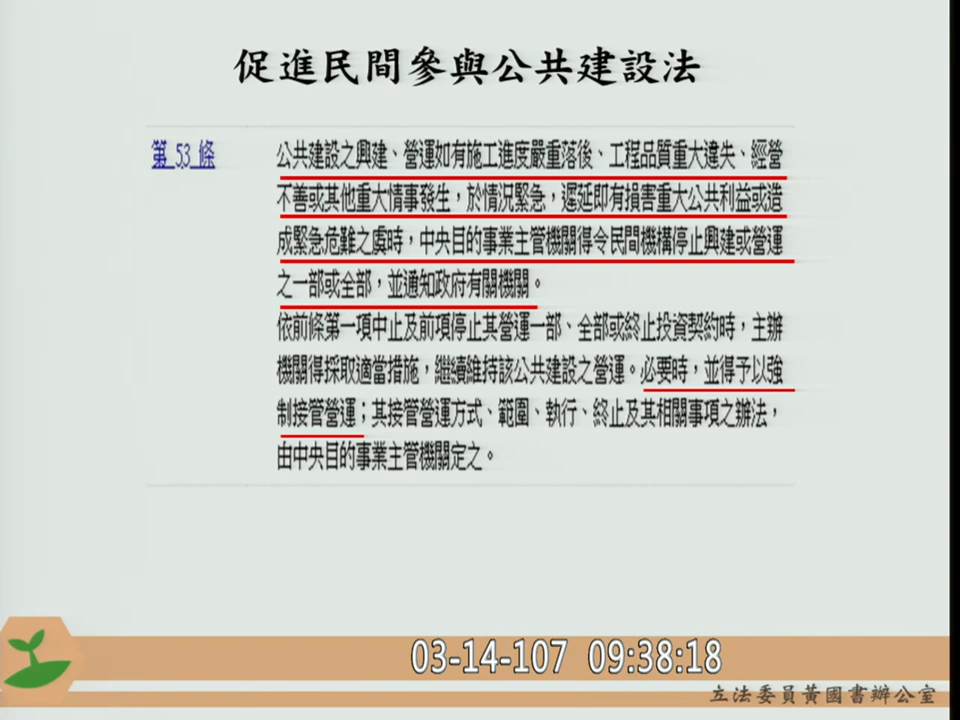 促進民間參與公共建設法
第 53 條
公共建設之興建、營運如有施工進度嚴重落後、工程品質重大違失、經營
不善或其他重大情事發生，於情況緊急，遲延即有損害重大公共利益或造
成緊急危難之虞時，中央目的事業主管機關得令民間機構停止興建或營運
之一部或全部，並通知政府有關機關。
依前條第一項中止及前項停止其營運一部、全部或終止投資契約時，主辦
機關得採取適當措施，繼續維持該公共建設之營運。必要時，並得予以強
制接管營運；其接管營運方式、範圍、執行、終止及其相關事項之辦法，
由中央目的事業主管機關定之。
03-14-107 09:38:18
立法委員黃國書辦公室